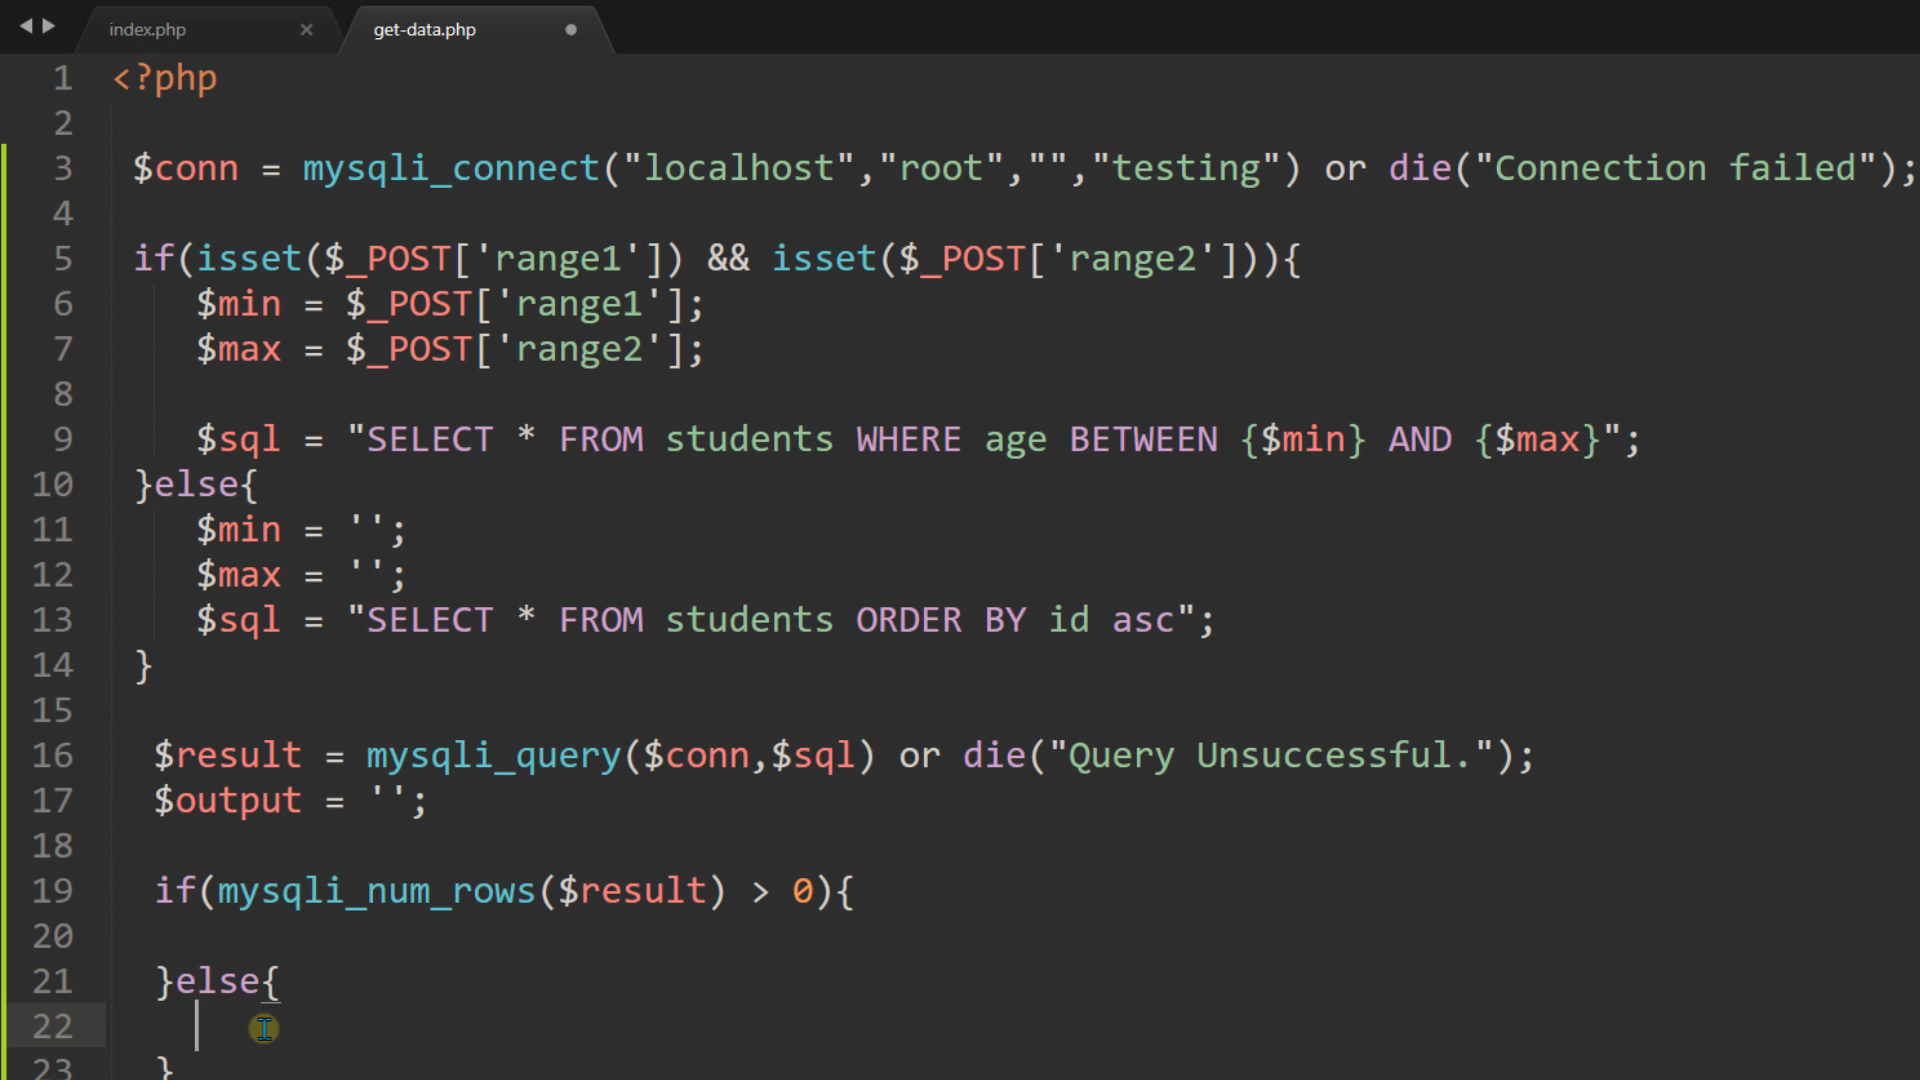 index.php
get-data.php
1 <?php
2
3 $conn = mysqli_connect("localhost","root","","testing") or die("Connection failed");
4
5 if(isset($_POST['range1']) && isset($_POST['range2'])){
6 $min = $_POST['range1'];
7 $max = $_POST['range2'];
8
9 $sql = "SELECT * FROM students WHERE age BETWEEN {$min} AND {$max}";
10 }else{
11 $min = '';
12 $max = '';
13 $sql = "SELECT * FROM students ORDER BY id asc";
14 }
15
16 $result = mysqli_query($conn,$sql) or die("Query Unsuccessful.");
17 $output = '';
18
19 if(mysqli_num_rows($result) > 0){
20
21 }else{
22
23 }